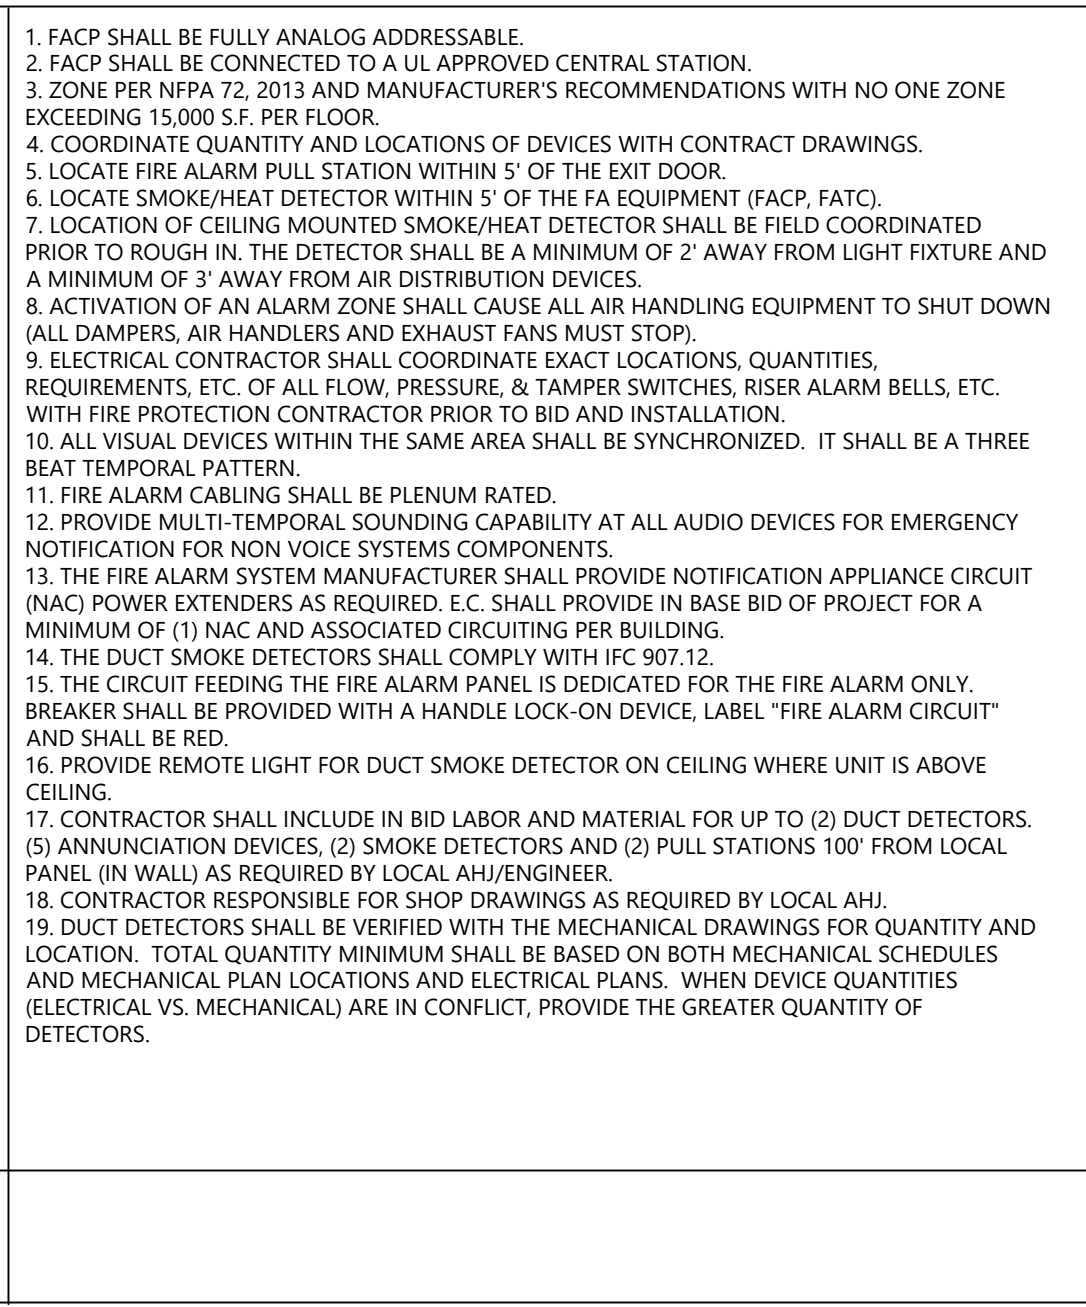 1. FACP SHALL BE FULLY ANALOG ADDRESSABLE.
2. FACP SHALL BE CONNECTED TO A UL APPROVED CENTRAL STATION.
3. ZONE PER NFPA 72, 2013 AND MANUFACTURER'S RECOMMENDATIONS WITH NO ONE ZONE
EXCEEDING 15,000 S.F. PER FLOOR.
4. COORDINATE QUANTITY AND LOCATIONS OF DEVICES WITH CONTRACT DRAWINGS.
5. LOCATE FIRE ALARM PULL STATION WITHIN 5' OF THE EXIT DOOR.
6. LOCATE SMOKE/HEAT DETECTOR WITHIN 5' OF THE FA EQUIPMENT (FACP, FATC).
7. LOCATION OF CEILING MOUNTED SMOKE/HEAT DETECTOR SHALL BE FIELD COORDINATED
PRIOR TO ROUGH IN. THE DETECTOR SHALL BE A MINIMUM OF 2' AWAY FROM LIGHT FIXTURE AND
A MINIMUM OF 3' AWAY FROM AIR DISTRIBUTION DEVICES.
8. ACTIVATION OF AN ALARM ZONE SHALL CAUSE ALL AIR HANDLING EQUIPMENT TO SHUT DOWN
(ALL DAMPERS, AIR HANDLERS AND EXHAUST FANS MUST STOP).
9. ELECTRICAL CONTRACTOR SHALL COORDINATE EXACT LOCATIONS, QUANTITIES,
REQUIREMENTS, ETC. OF ALL FLOW, PRESSURE, & TAMPER SWITCHES, RISER ALARM BELLS, ETC.
WITH FIRE PROTECTION CONTRACTOR PRIOR TO BID AND INSTALLATION.
10. ALL VISUAL DEVICES WITHIN THE SAME AREA SHALL BE SYNCHRONIZED.  IT SHALL BE A THREE
BEAT TEMPORAL PATTERN.
11. FIRE ALARM CABLING SHALL BE PLENUM RATED.
12. PROVIDE MULTI-TEMPORAL SOUNDING CAPABILITY AT ALL AUDIO DEVICES FOR EMERGENCY
NOTIFICATION FOR NON VOICE SYSTEMS COMPONENTS.
13. THE FIRE ALARM SYSTEM MANUFACTURER SHALL PROVIDE NOTIFICATION APPLIANCE CIRCUIT
(NAC) POWER EXTENDERS AS REQUIRED. E.C. SHALL PROVIDE IN BASE BID OF PROJECT FOR A
MINIMUM OF (1) NAC AND ASSOCIATED CIRCUITING PER BUILDING.
14. THE DUCT SMOKE DETECTORS SHALL COMPLY WITH IFC 907.12.
15. THE CIRCUIT FEEDING THE FIRE ALARM PANEL IS DEDICATED FOR THE FIRE ALARM ONLY.
BREAKER SHALL BE PROVIDED WITH A HANDLE LOCK-ON DEVICE, LABEL "FIRE ALARM CIRCUIT"
AND SHALL BE RED.
16. PROVIDE REMOTE LIGHT FOR DUCT SMOKE DETECTOR ON CEILING WHERE UNIT IS ABOVE
CEILING.
17. CONTRACTOR SHALL INCLUDE IN BID LABOR AND MATERIAL FOR UP TO (2) DUCT DETECTORS.
(5) ANNUNCIATION DEVICES, (2) SMOKE DETECTORS AND (2) PULL STATIONS 100' FROM LOCAL
PANEL (IN WALL) AS REQUIRED BY LOCAL AHJ/ENGINEER.
18. CONTRACTOR RESPONSIBLE FOR SHOP DRAWINGS AS REQUIRED BY LOCAL AHJ.
19. DUCT DETECTORS SHALL BE VERIFIED WITH THE MECHANICAL DRAWINGS FOR QUANTITY AND
LOCATION.  TOTAL QUANTITY MINIMUM SHALL BE BASED ON BOTH MECHANICAL SCHEDULES
AND MECHANICAL PLAN LOCATIONS AND ELECTRICAL PLANS.  WHEN DEVICE QUANTITIES
(ELECTRICAL VS. MECHANICAL) ARE IN CONFLICT, PROVIDE THE GREATER QUANTITY OF
DETECTORS.